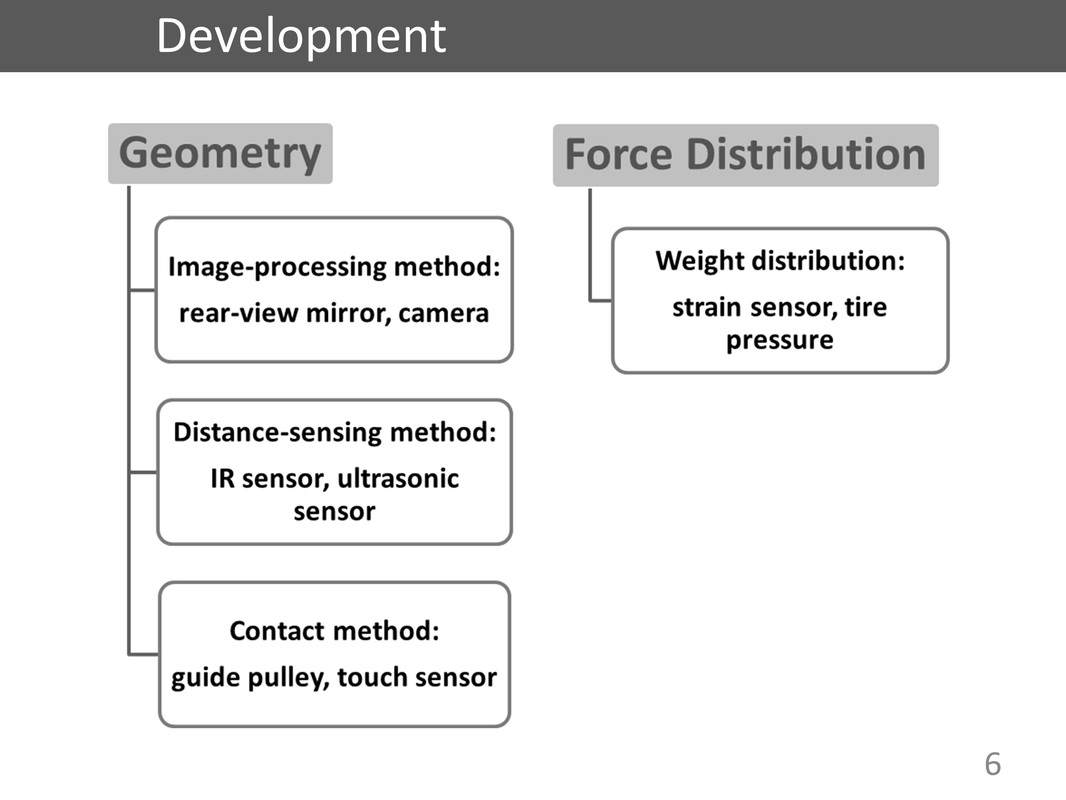 Development
Geometry
Image-processing method:
rear-view mirror, camera
Distance-sensing method:
IR sensor, ultrasonic
sensor
Contact method:
guide pulley, touch sensor
Force Distribution
Weight distribution:
strain sensor, tire
pressure
6